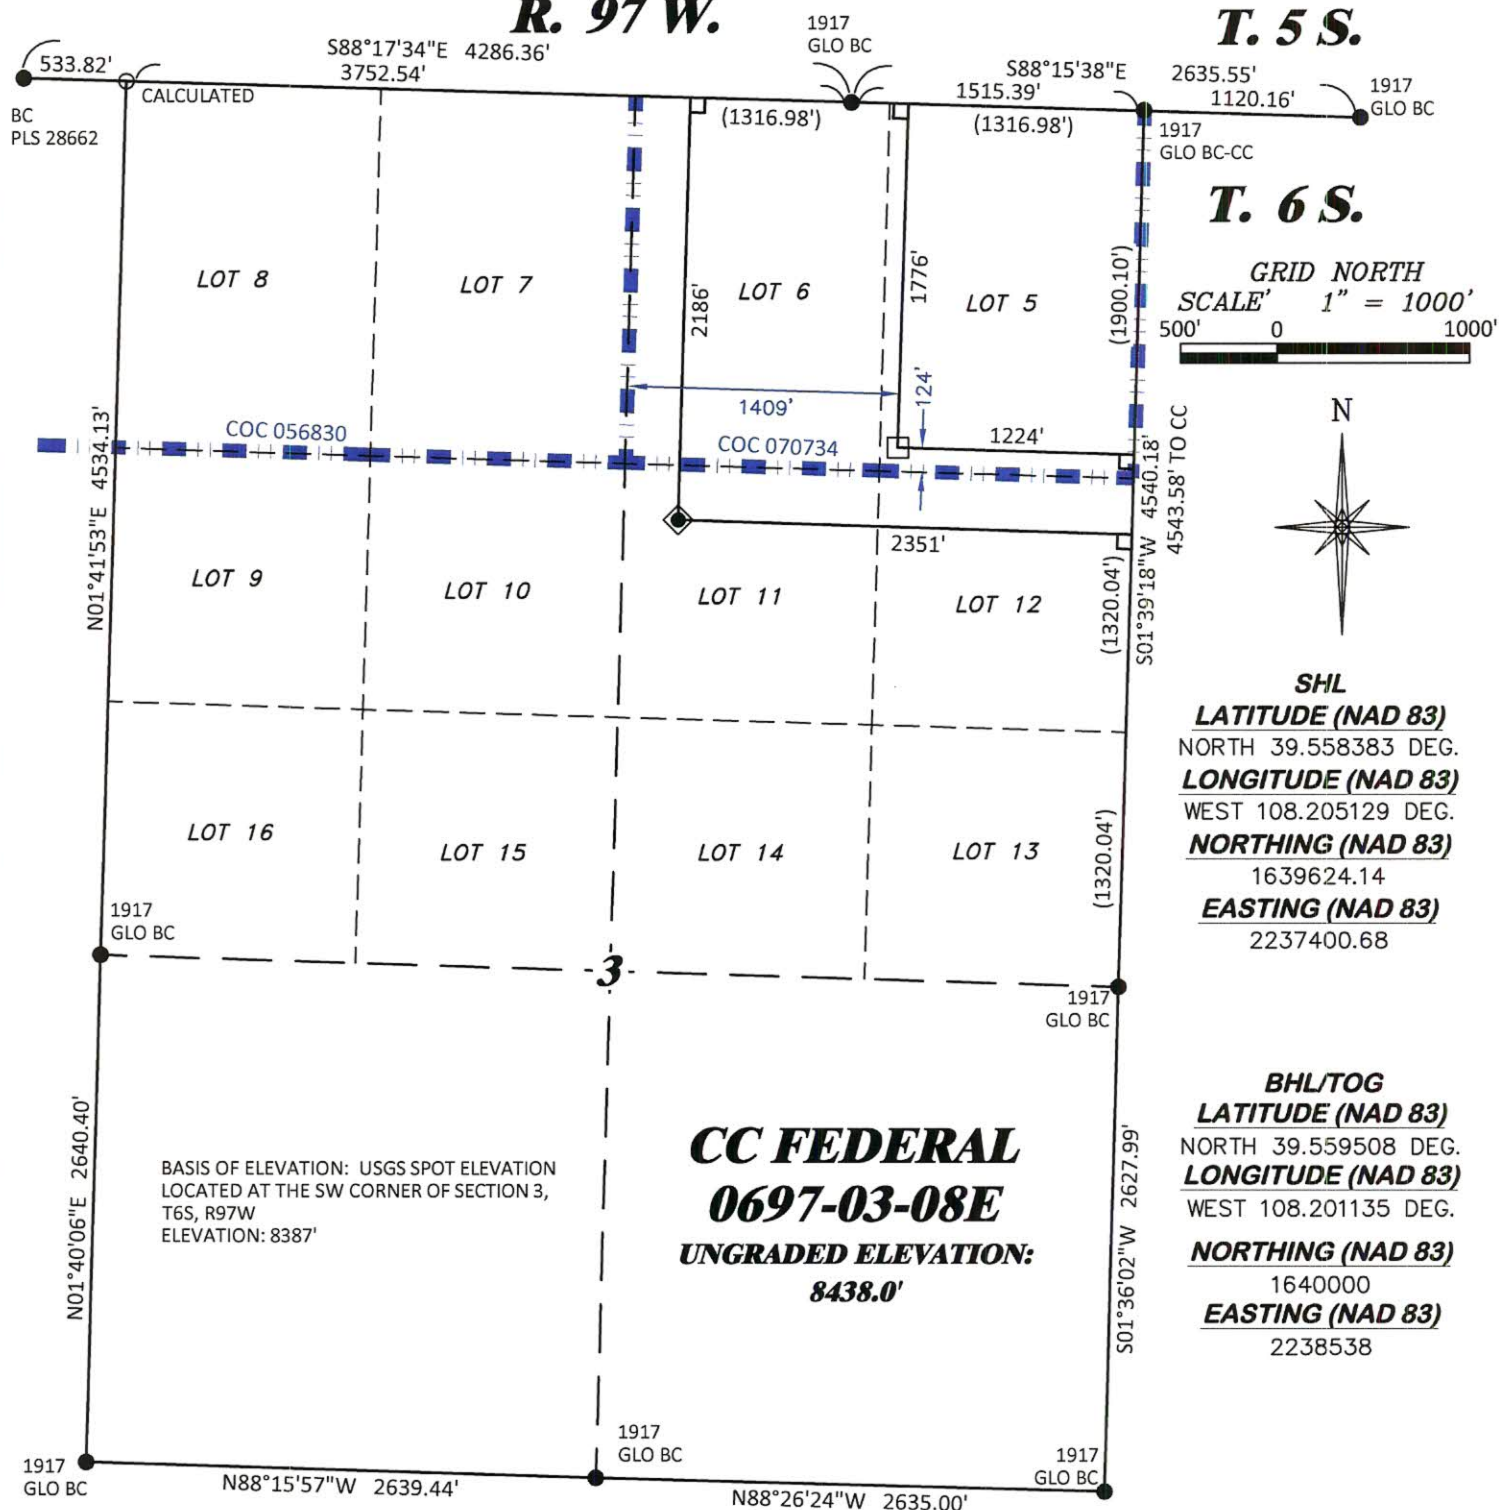 R. 97 W.
T. 5 S.
533.82'
S88°17'34"E 4286.36'
3752.54'
1917
GLO BC
S88°15'38"E 2635.55'
1515.39'
1120.16'
1917
GLO BC
BC
PLS 28662
CALCULATED
(1316.98')
(1316.98')
1917
GLO BC-CC
T. 6 S.
GRID NORTH
SCALE' 1" = 1000'
500' 0 1000'
N
LOT 8
LOT 7
LOT 6
LOT 5
2186'
1776'
(1900.10')
1409'
124'
1224'
COC 056830
COC 070734
N01°41'53"E 4534.13'
2351'
S01°39'18"W 4540.18'
4543.58' TO CC
(1320.04')
LOT 9
LOT 10
LOT 11
LOT 12
LOT 16
LOT 15
LOT 14
LOT 13
(1320.04')
1917
GLO BC
3
1917
GLO BC
SHL
LATITUDE (NAD 83)
NORTH 39.558383 DEG.
LONGITUDE (NAD 83)
WEST 108.205129 DEG.
NORTHING (NAD 83)
1639624.14
EASTING (NAD 83)
2237400.68
N01°40'06"E 2640.40'
BASIS OF ELEVATION: USGS SPOT ELEVATION
LOCATED AT THE SW CORNER OF SECTION 3,
T6S, R97W
ELEVATION: 8387'
CC FEDERAL
0697-03-08E
UNGRADED ELEVATION:
8438.0'
S01°36'02"W 2627.99'
BHL/TOG
LATITUDE (NAD 83)
NORTH 39.559508 DEG.
LONGITUDE (NAD 83)
WEST 108.201135 DEG.
NORTHING (NAD 83)
1640000
EASTING (NAD 83)
2238538
1917
GLO BC
N88°15'57"W 2639.44'
1917
GLO BC
N88°26'24"W 2635.00'
1917
GLO BC